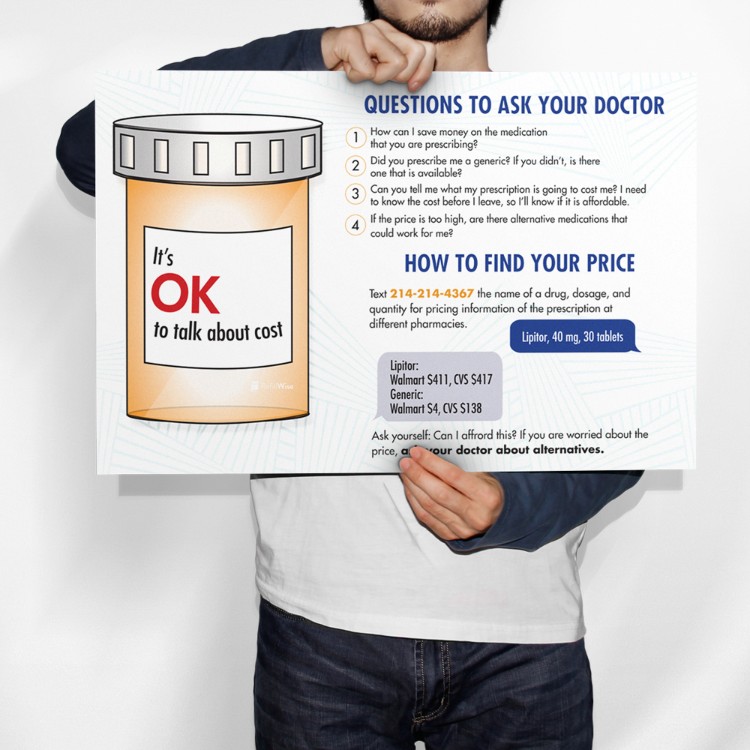 It's
OK
to talk about cost
QUESTIONS TO ASK YOUR DOCTOR
1 How can I save money on the medication
that you are prescribing?
2 Did you prescribe me a generic? If you didn't, is there
one that is available?
3 Can you tell me what my prescription is going to cost me? I need
to know the cost before I leave, so I'll know if it is affordable.
4 If the price is too high, are there alternative medications that
could work for me?
HOW TO FIND YOUR PRICE
Text 214-214-4367 the name of a drug, dosage, and
quantity for pricing information of the prescription at
different pharmacies.
Lipitor, 40 mg, 30 tablets
Lipitor:
Walmart $411, CVS $417
Generic:
Walmart $4, CVS $138
Ask yourself: Can I afford this? If you are worried about the
price, your doctor about alternatives.